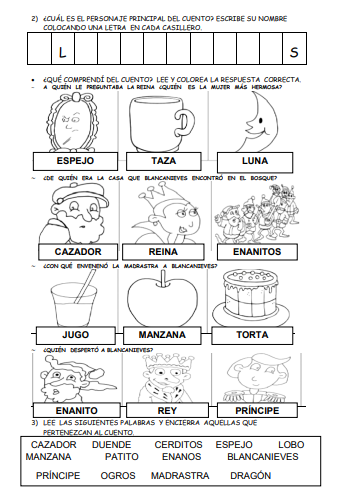 2) ¿CUÁL ES EL PERSONAJE PRINCIPAL DEL CUENTO? ESCRIBE SU NOMBRE
COLOCANDO UNA LETRA EN CADA CASILLERO.
L S
• ¿QUÉ COMPRENDÍ DEL CUENTO? LEE Y COLOREA LA RESPUESTA CORRECTA.
- A QUIÉN LE PREGUNTABA LA REINA ¿QUIÉN ES LA MUJER MÁS HERMOSA?
ESPEJO TAZA LUNA
- ¿DE QUIÉN ERA LA CASA QUE BLANCANIEVES ENCONTRÓ EN EL BOSQUE?
CAZADOR REINA ENANITOS
- ¿CON QUÉ ENVENENÓ LA MADRASTRA A BLANCANIEVES?
JUGO MANZANA TORTA
- ¿QUIÉN DESPERTÓ A BLANCANIEVES?
ENANITO REY PRÍNCIPE
3) LEE LAS SIGUIENTES PALABRAS Y ENCIERRA AQUELLAS QUE
PERTENEZCAN AL CUENTO.
CAZADOR DUENDE CERDITOS ESPEJO LOBO
MANZANA PATITO ENANOS BLANCANIEVES
PRÍNCIPE OGROS MADRASTRA DRAGÓN